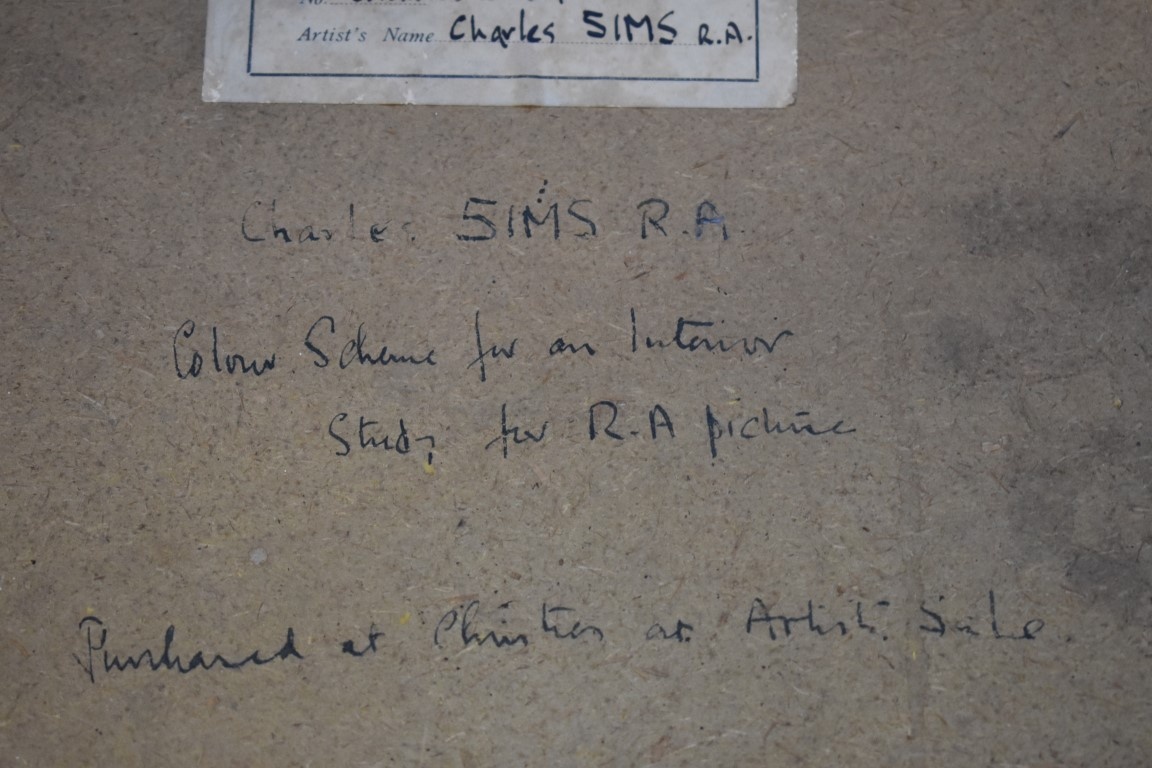 No.
Artist's Name Charles SIMS R.A.
Charles SIMS R.A.
Colour Scheme for an Interior
Study for R.A picture
Purchased at Christies at Artist's Sale